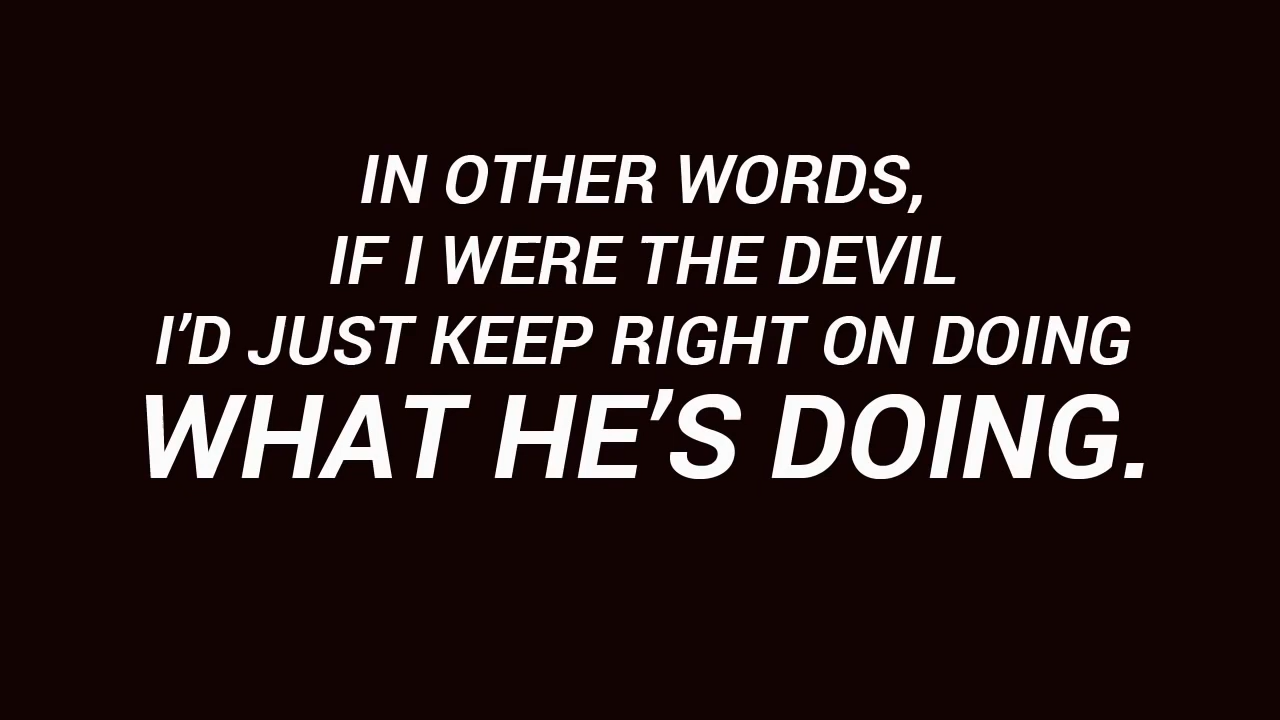 IN OTHER WORDS,
IF I WERE THE DEVIL
I’D JUST KEEP RIGHT ON DOING
WHAT HE’S DOING.